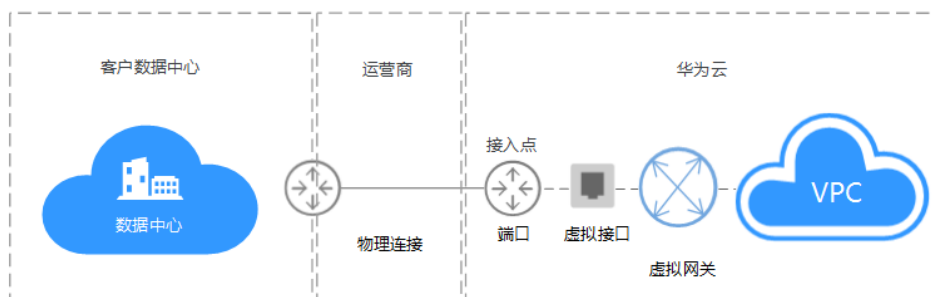 客户数据中心
运营商
华为云
接入点
数据中心
VPC
物理连接
端口
虚拟接口
虚拟网关